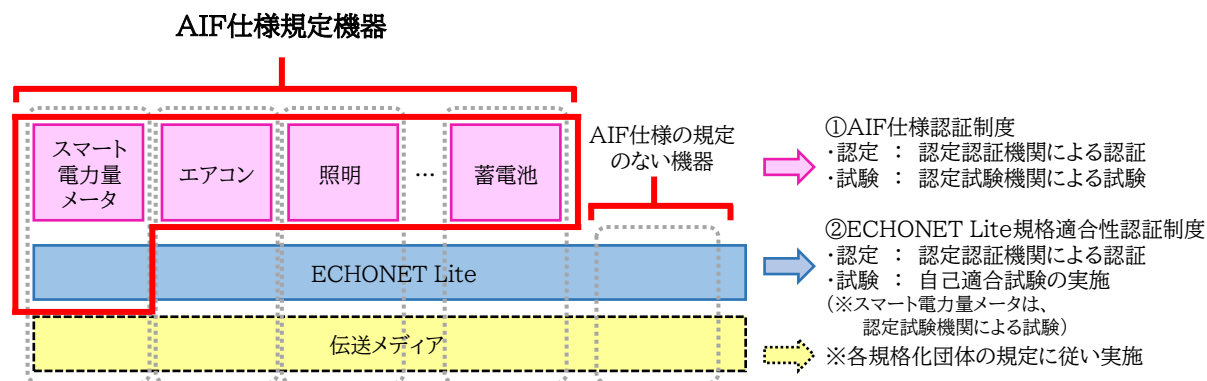 AIF仕様規定機器
スマート
電力量
メータ
エアコン
照明
…
蓄電池
AIF仕様の規定
のない機器
ECHONET Lite
伝送メディア
①AIF仕様認証制度
・認定 ： 認定認証機関による認証
・試験 ： 認定試験機関による試験
②ECHONET Lite規格適合性認証制度
・認定 ： 認定認証機関による認証
・試験 ： 自己適合試験の実施
(※スマート電力量メータは、
認定試験機関による試験)
※各規格化団体の規定に従い実施